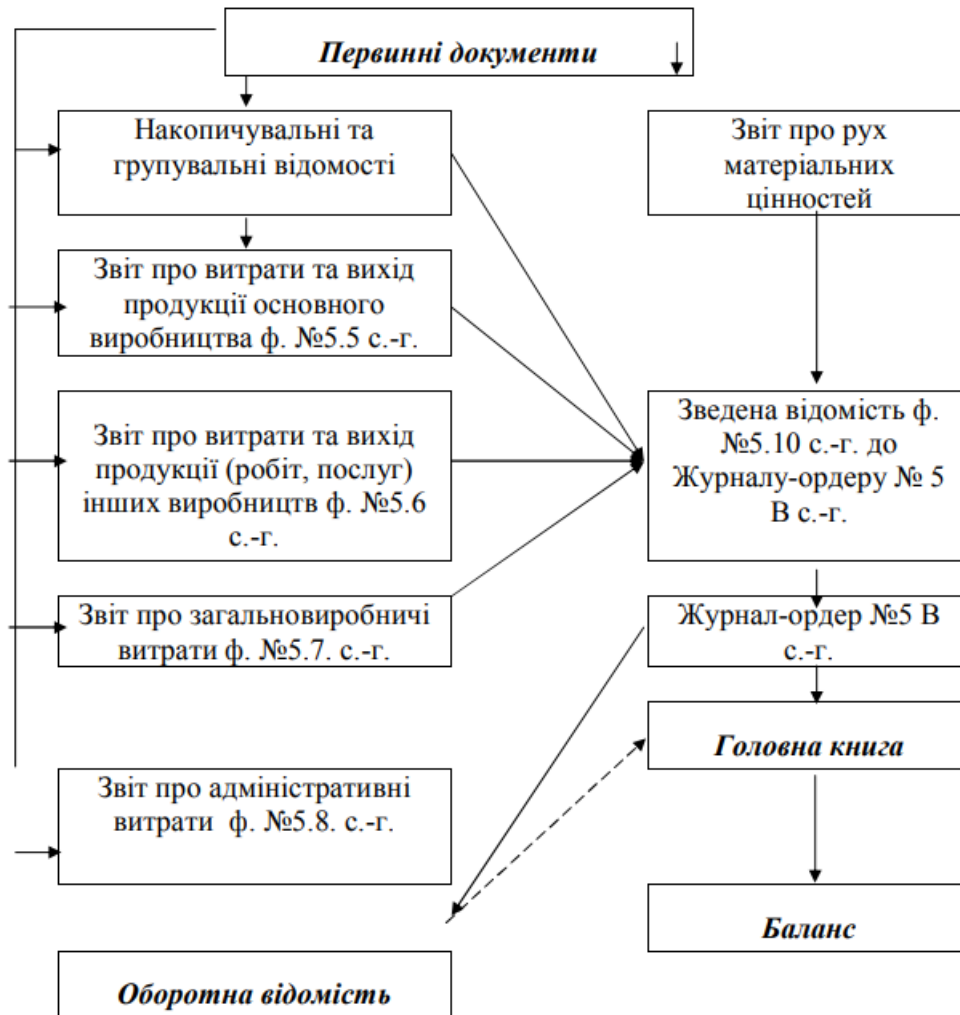 Первинні документи
Накопичувальні та
групувальні відомості
Звіт про рух
матеріальних
цінностей
Звіт про витрати та вихід
продукції основного
виробництва ф. №5.5 с.-г.
Звіт про витрати та вихід
продукції (робіт, послуг)
інших виробництв ф. №5.6
с.-г.
Зведена відомість ф.
№5.10 с.-г. до
Журналу-ордеру № 5
В с.-г.
Звіт про загальновиробничі
витрати ф. №5.7. с.-г.
Журнал-ордер №5 В
с.-г.
Головна книга
Звіт про адміністративні
витрати ф. №5.8. с.-г.
Баланс
Оборотна відомість